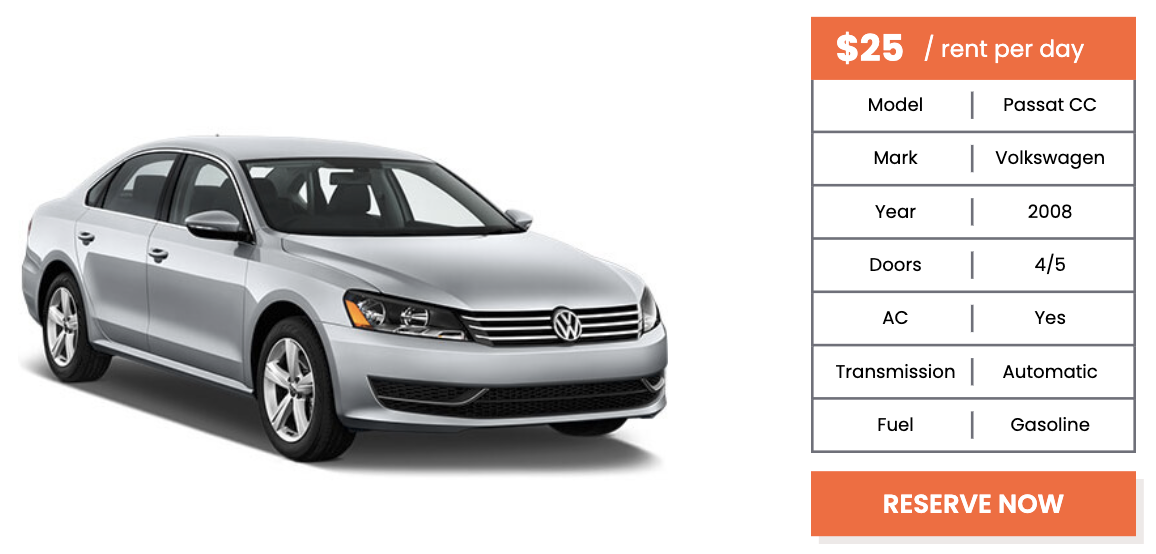 $25 / rent per day
Model | Passat CC
Mark | Volkswagen
Year | 2008
Doors | 4/5
AC | Yes
Transmission | Automatic
Fuel | Gasoline
RESERVE NOW